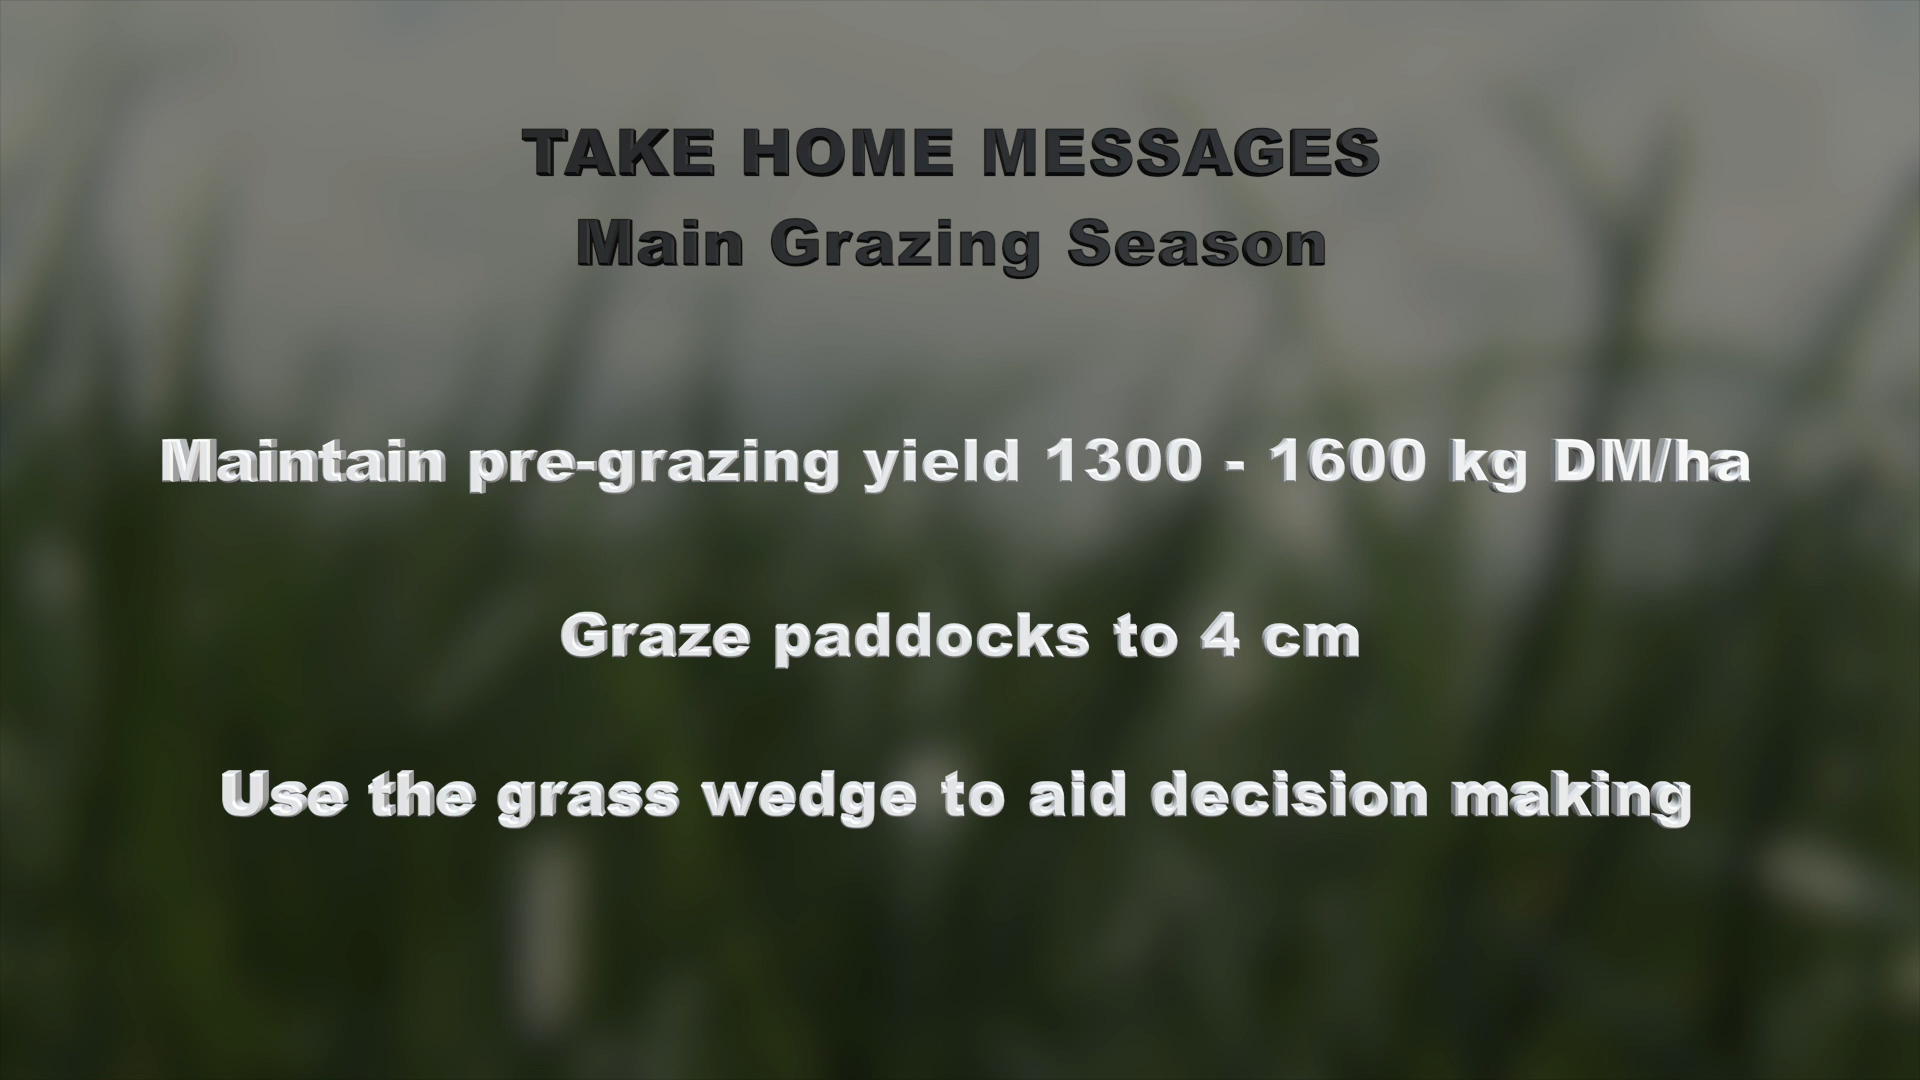 TAKE HOME MESSAGES
Main Grazing Season
Maintain pre-grazing yield 1300 - 1600 kg DM/ha
Graze paddocks to 4 cm
Use the grass wedge to aid decision making